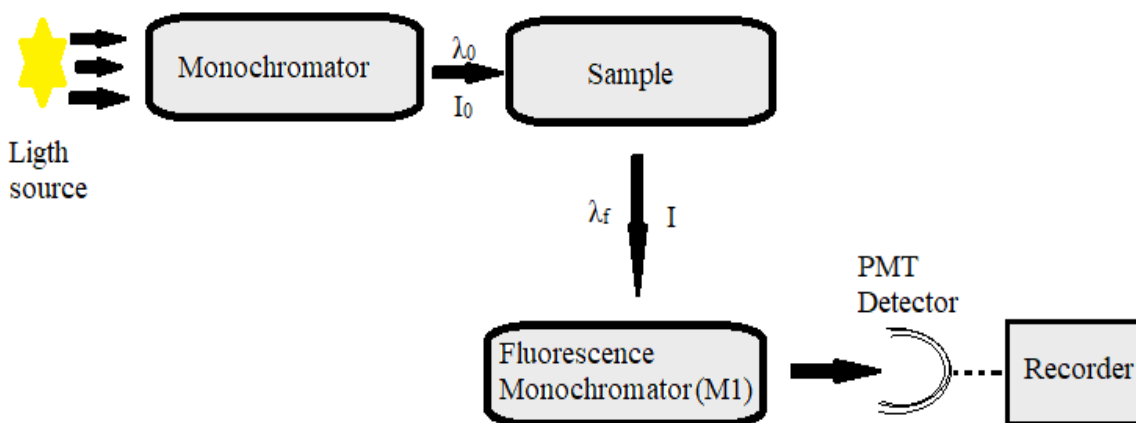 Monochromator
λ0
I0
Sample
Ligth
source
λf
I
PMT
Detector
Fluorescence
Monochromator(M1)
Recorder